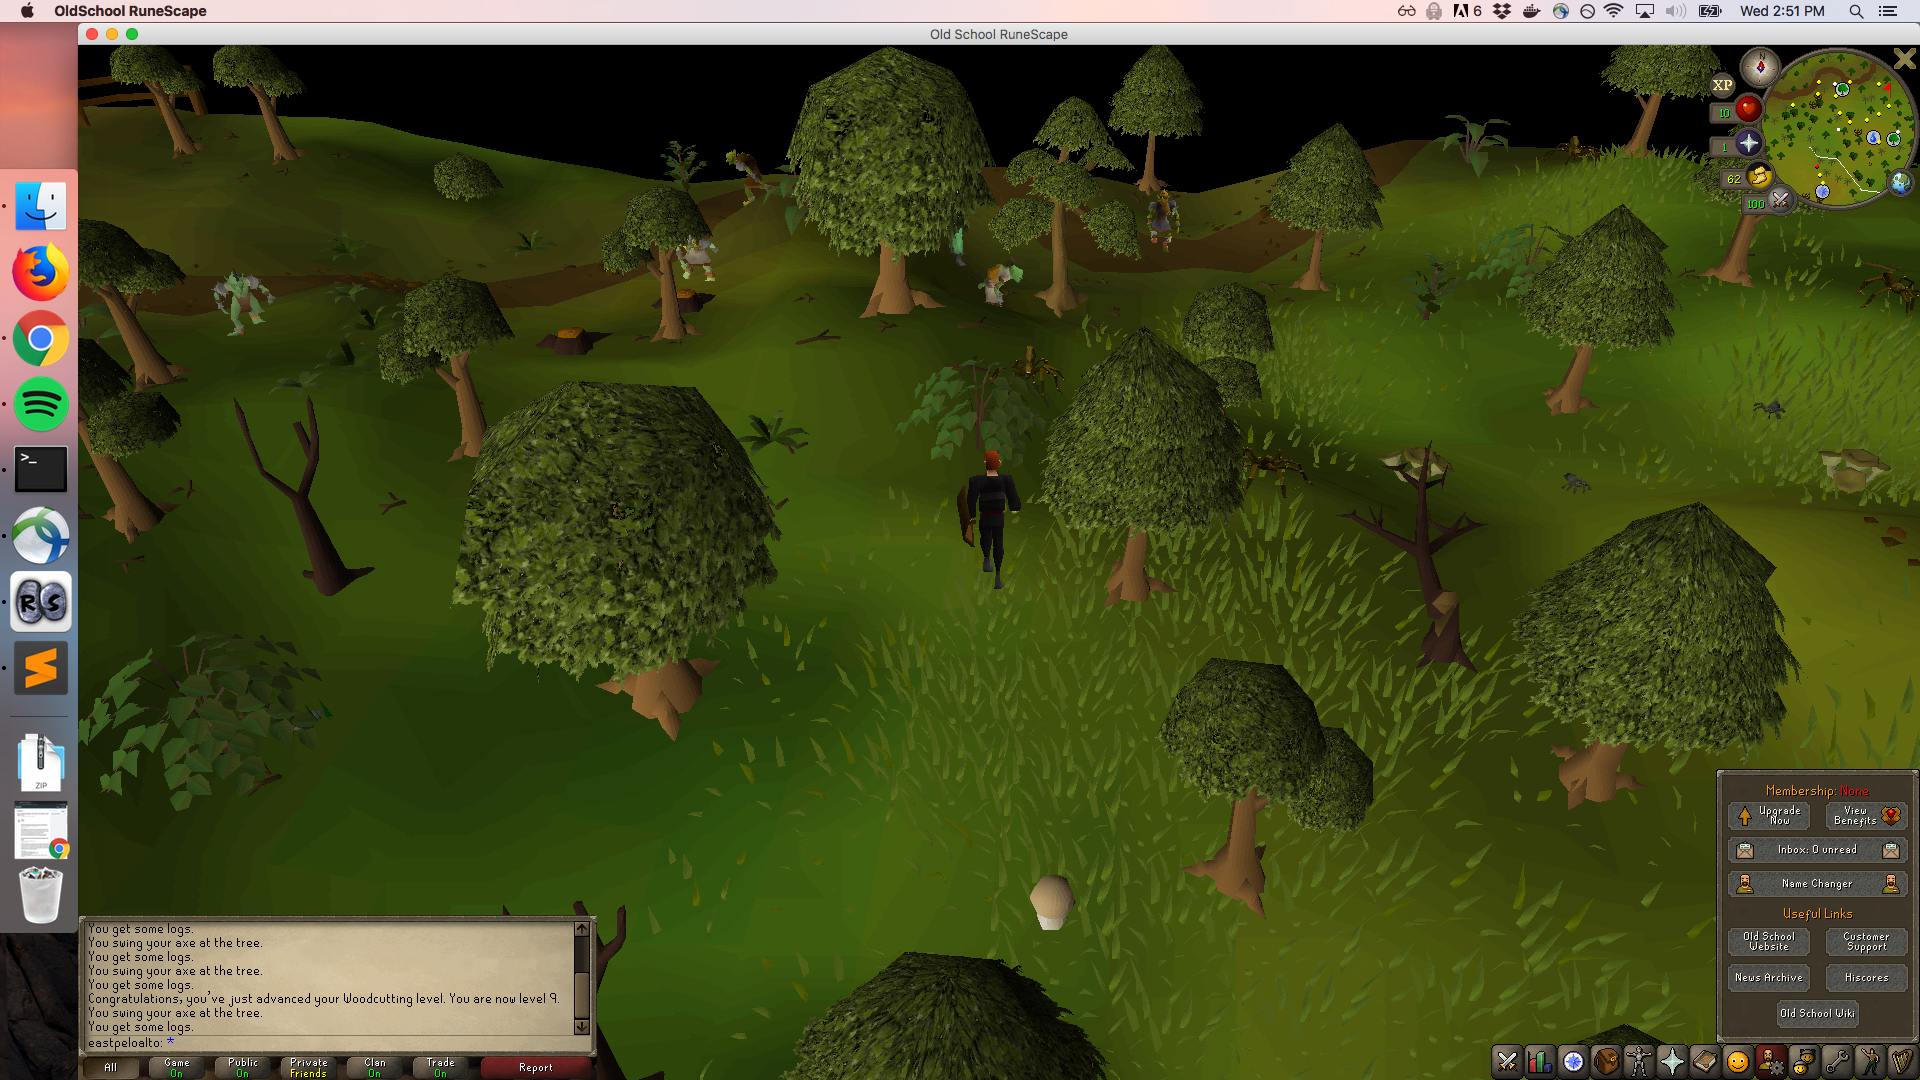 OldSchool RuneScape
6
Wed 2:51 PM
Old School RuneScape
N
XP
10
1
62
100
>_
RS
ZIP
Membership: None
Upgrade Now
View Benefits
Inbox: 0 unread
Name Changer
Useful Links
Old School Website
Customer Support
News Archive
Hiscores
Old School Wiki
You get some logs.
You swing your axe at the tree.
You get some logs.
You swing your axe at the tree.
You get some logs.
Congratulations, you've just advanced your Woodcutting level. You are now level 9.
You swing your axe at the tree.
You get some logs.
eastpeloalto: *
All
Game On
Public On
Private Friends
Clan On
Trade On
Report